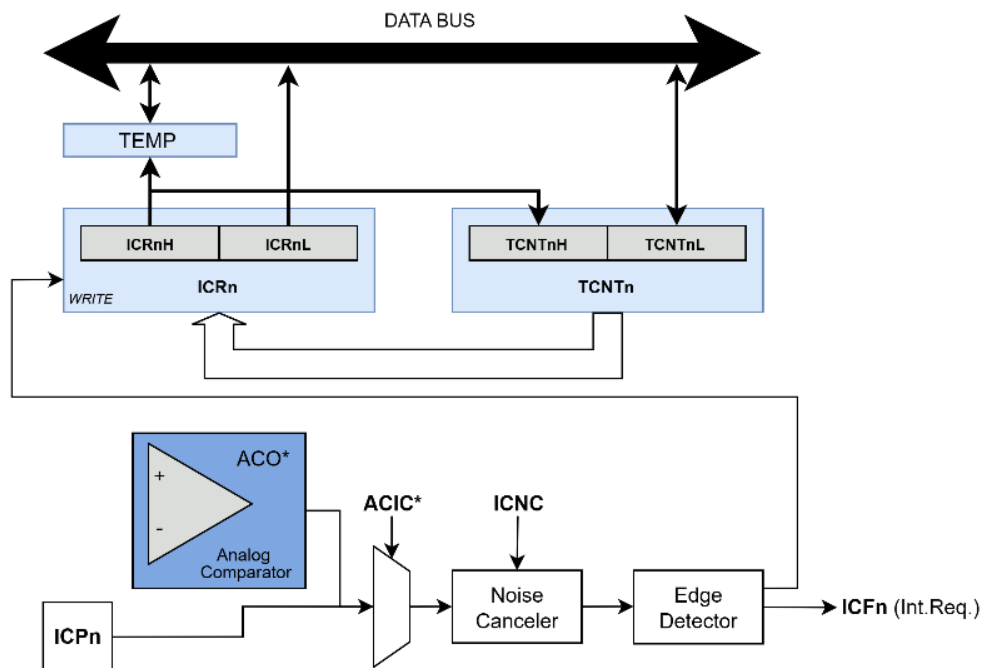 DATA BUS
TEMP
ICRnH
ICRnL
TCNTnH
TCNTnL
ICRn
WRITE
TCNTn
+
ACO*
-
Analog
Comparator
ACIC*
ICNC
Noise
Canceler
Edge
Detector
ICFn (Int.Req.)
ICPn